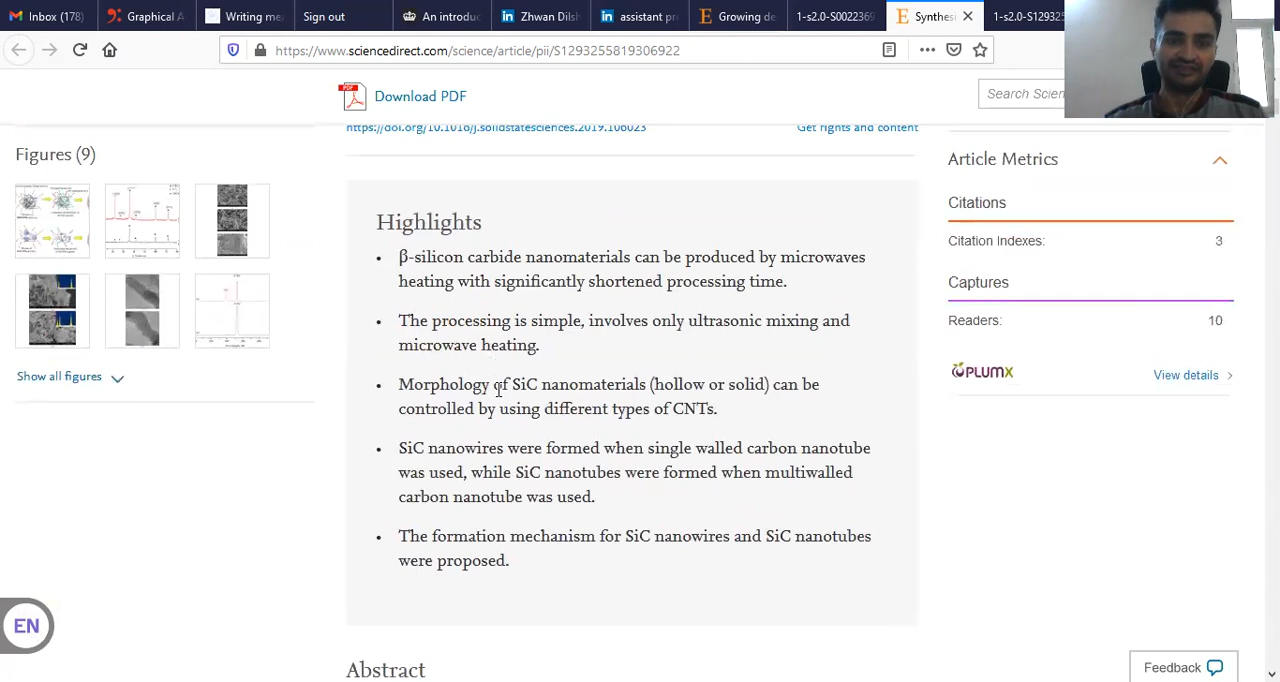 Inbox (178)
Graphical A
Writing me
Sign out
An introduc
Zhwan Dilsh
assistant pr
Growing de
1-s2.0-S0022369
Synthesi
1-s2.0-S129325
https://www.sciencedirect.com/science/article/pii/S1293255819306922
PDF
Download PDF
Search Scien
https://doi.org/10.1016/j.solidstatesciences.2019.106023
Get rights and content
Figures (9)
Show all figures
Highlights
• β-silicon carbide nanomaterials can be produced by microwaves
heating with significantly shortened processing time.
• The processing is simple, involves only ultrasonic mixing and
microwave heating.
• Morphology of SiC nanomaterials (hollow or solid) can be
controlled by using different types of CNTs.
• SiC nanowires were formed when single walled carbon nanotube
was used, while SiC nanotubes were formed when multiwalled
carbon nanotube was used.
• The formation mechanism for SiC nanowires and SiC nanotubes
were proposed.
Abstract
Article Metrics
Citations
Citation Indexes: 3
Captures
Readers: 10
PLUMX
View details
EN
Feedback